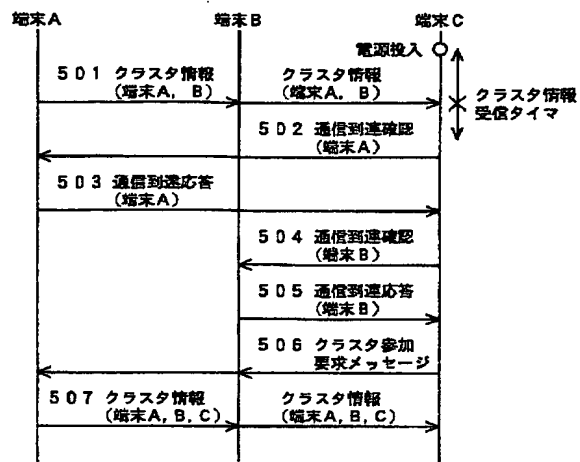 端末A 端末B 端末C
電源投入
501 クラスタ情報
(端末A, B)
クラスタ情報
(端末A, B)
クラスタ情報
受信タイマ
502 通信到達確認
(端末A)
503 通信到達応答
(端末A)
504 通信到達確認
(端末B)
505 通信到達応答
(端末B)
506 クラスタ参加
要求メッセージ
507 クラスタ情報
(端末A, B, C)
クラスタ情報
(端末A, B, C)